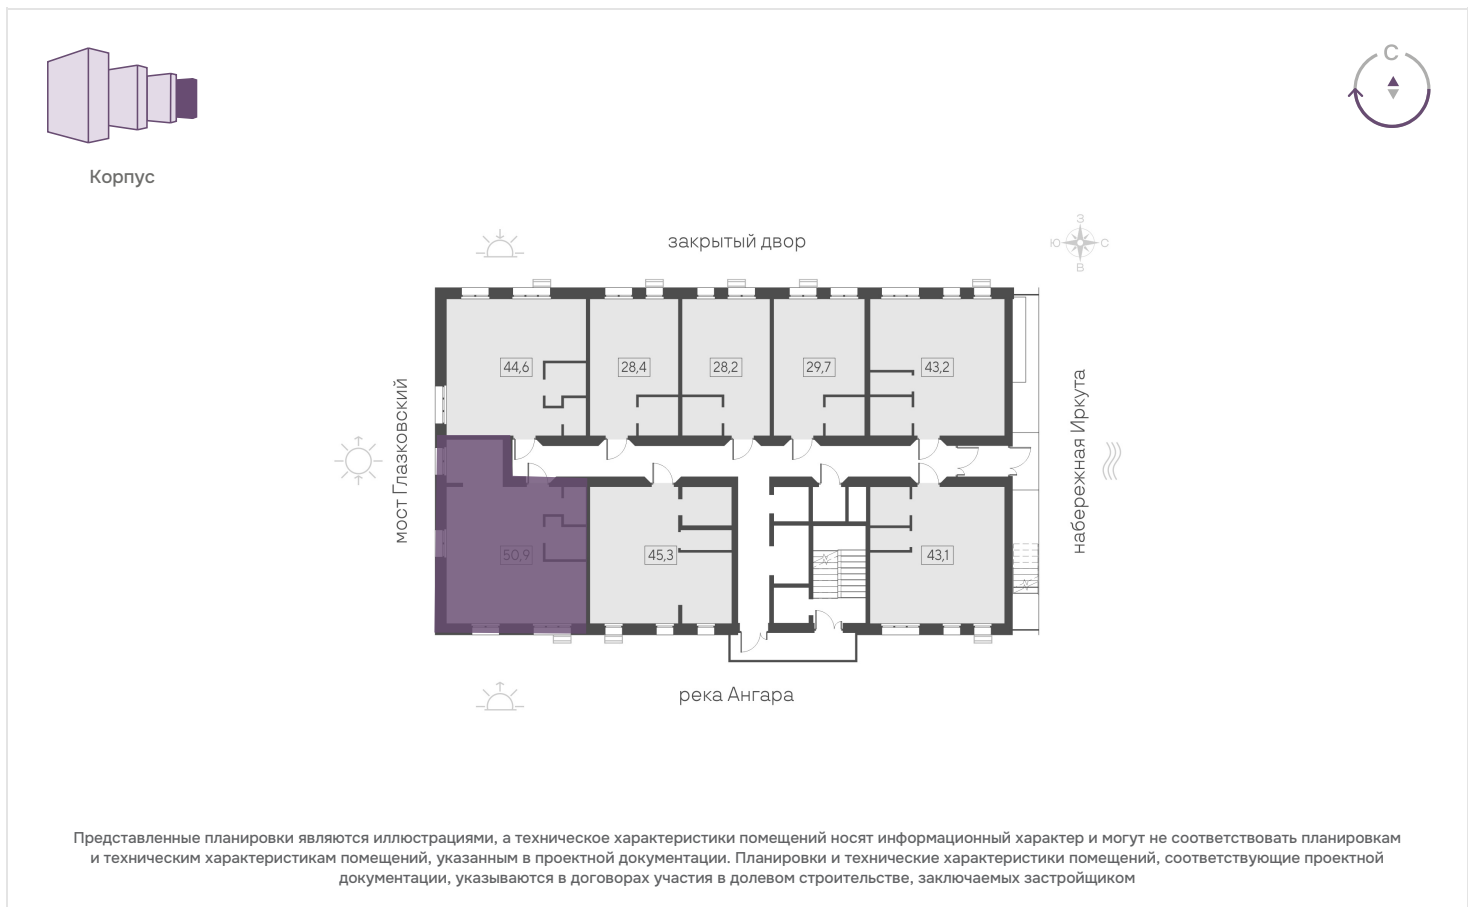 С
Корпус
закрытый двор
З
Ю
С
В
44,6
28,4
28,2
29,7
43,2
мост Глазковский
набережная Иркута
50,9
45,3
43,1
река Ангара
Представленные планировки являются иллюстрациями, а техническое характеристики помещений носят информационный характер и могут не соответствовать планировкам
и техническим характеристикам помещений, указанным в проектной документации. Планировки и технические характеристики помещений, соответствующие проектной
документации, указываются в договорах участия в долевом строительстве, заключаемых застройщиком